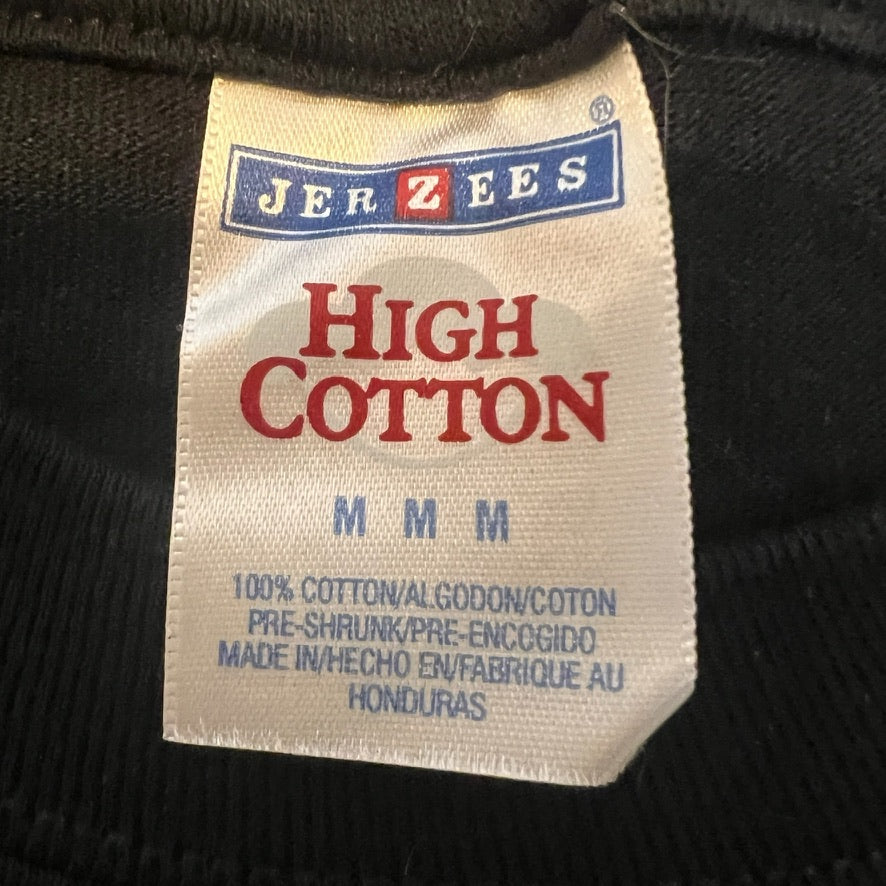 ®
JERZEES
HIGH
COTTON
M M M
100% COTTON/ALGODON/COTON
PRE-SHRUNK/PRE-ENCOGIDO
MADE IN/HECHO EN/FABRIQUE AU
HONDURAS